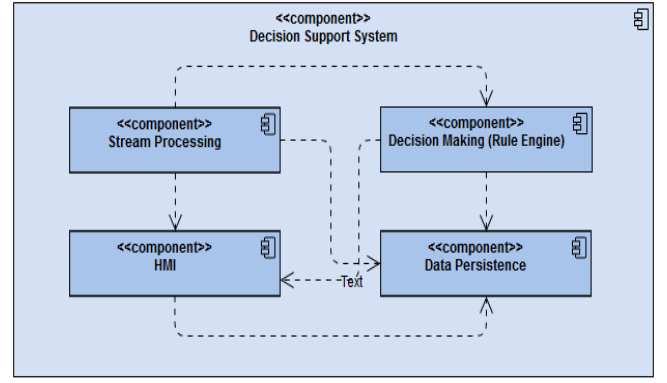 <<component>>
Decision Support System
<<component>>
Stream Processing
<<component>>
Decision Making (Rule Engine)
<<component>>
HMI
<<component>>
Data Persistence
Text